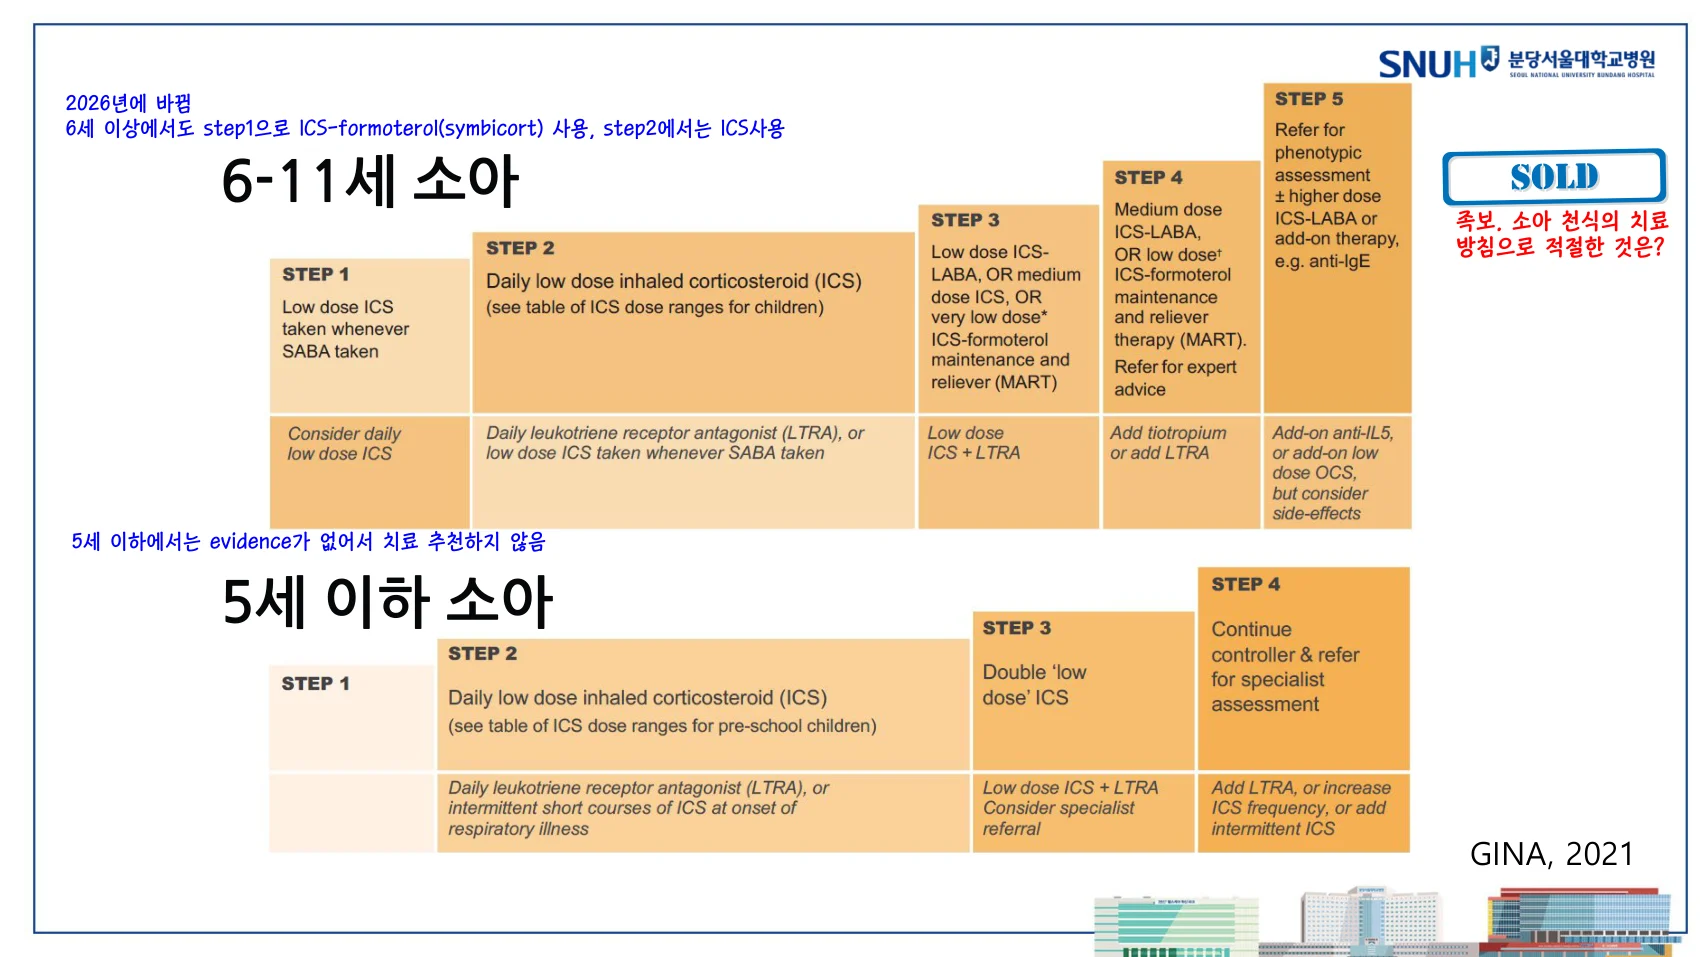 SNUH 분당서울대학교병원
SEOUL NATIONAL UNIVERSITY BUNDANG HOSPITAL
2026년에 바뀜
6세 이상에서도 step1으로 ICS-formoterol(symbicort) 사용, step2에서는 ICS사용
6-11세 소아
SOLD
족보. 소아 천식의 치료
방침으로 적절한 것은?
STEP 1
Low dose ICS
taken whenever
SABA taken
Consider daily
low dose ICS
STEP 2
Daily low dose inhaled corticosteroid (ICS)
(see table of ICS dose ranges for children)
Daily leukotriene receptor antagonist (LTRA), or
low dose ICS taken whenever SABA taken
STEP 3
Low dose ICS-
LABA, OR medium
dose ICS, OR
very low dose*
ICS-formoterol
maintenance and
reliever (MART)
Low dose
ICS + LTRA
STEP 4
Medium dose
ICS-LABA,
OR low dose†
ICS-formoterol
maintenance
and reliever
therapy (MART).
Refer for expert
advice
Add tiotropium
or add LTRA
STEP 5
Refer for
phenotypic
assessment
± higher dose
ICS-LABA or
add-on therapy,
e.g. anti-IgE
Add-on anti-IL5,
or add-on low
dose OCS,
but consider
side-effects
5세 이하에서는 evidence가 없어서 치료 추천하지 않음
5세 이하 소아
STEP 1
STEP 2
Daily low dose inhaled corticosteroid (ICS)
(see table of ICS dose ranges for pre-school children)
Daily leukotriene receptor antagonist (LTRA), or
intermittent short courses of ICS at onset of
respiratory illness
STEP 3
Double ‘low
dose’ ICS
Low dose ICS + LTRA
Consider specialist
referral
STEP 4
Continue
controller & refer
for specialist
assessment
Add LTRA, or increase
ICS frequency, or add
intermittent ICS
GINA, 2021